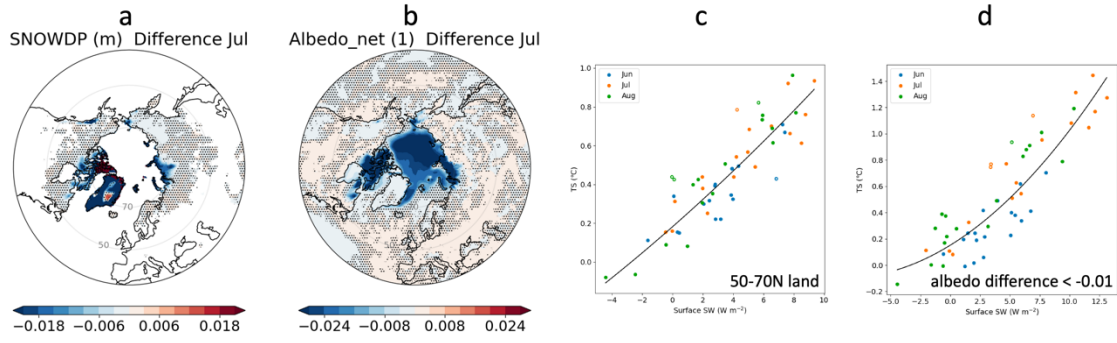 a
b
c
d
SNOWDP (m) Difference Jul
Albedo_net (1) Difference Jul
70
50
−0.018 −0.006 0.006 0.018
−0.024 −0.008 0.008 0.024
1.0
0.8
0.6
0.4
0.2
0.0
TS (°C)
Jun
Jul
Aug
50-70N land
−4 −2 0 2 4 6 8 10
Surface SW (W m⁻²)
1.4
1.2
1.0
0.8
0.6
0.4
0.2
0.0
−0.2
TS (°C)
Jun
Jul
Aug
albedo difference < -0.01
−5.0 −2.5 0.0 2.5 5.0 7.5 10.0 12.5
Surface SW (W m⁻²)